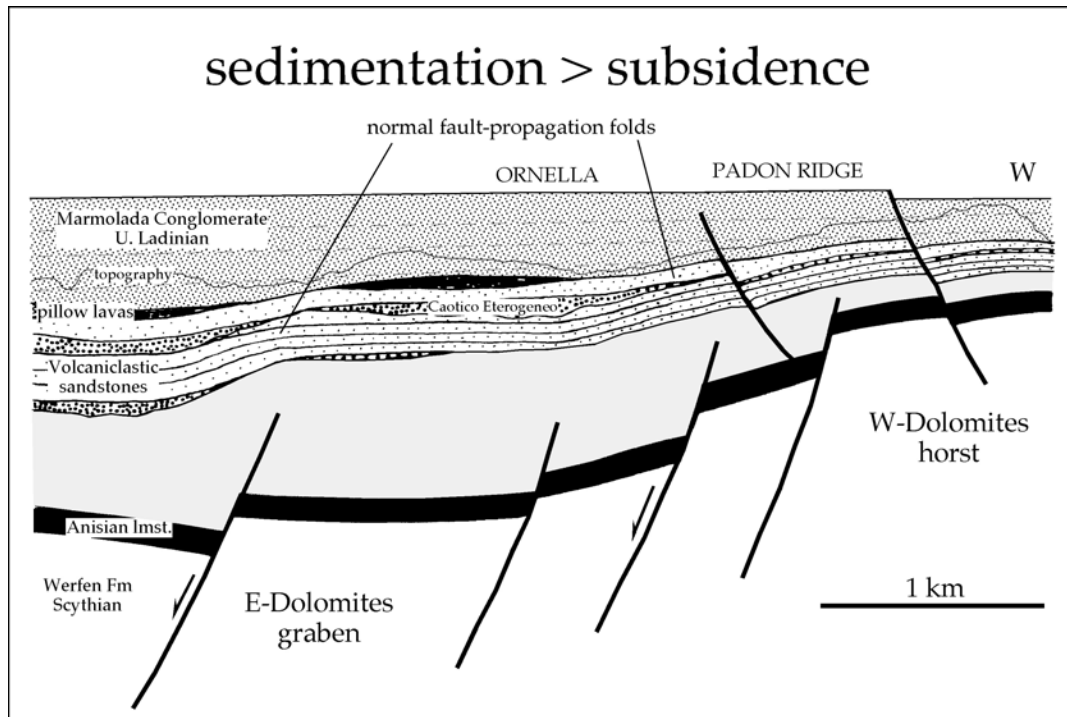 sedimentation > subsidence
normal fault-propagation folds
ORNELLA
PADON RIDGE
W
Marmolada Conglomerate
U. Ladinian
topography
pillow lavas
Caotico Eterogeneo
Volcaniclastic
sandstones
W-Dolomites
horst
Anisian lmst.
Werfen Fm
Scythian
E-Dolomites
graben
1 km